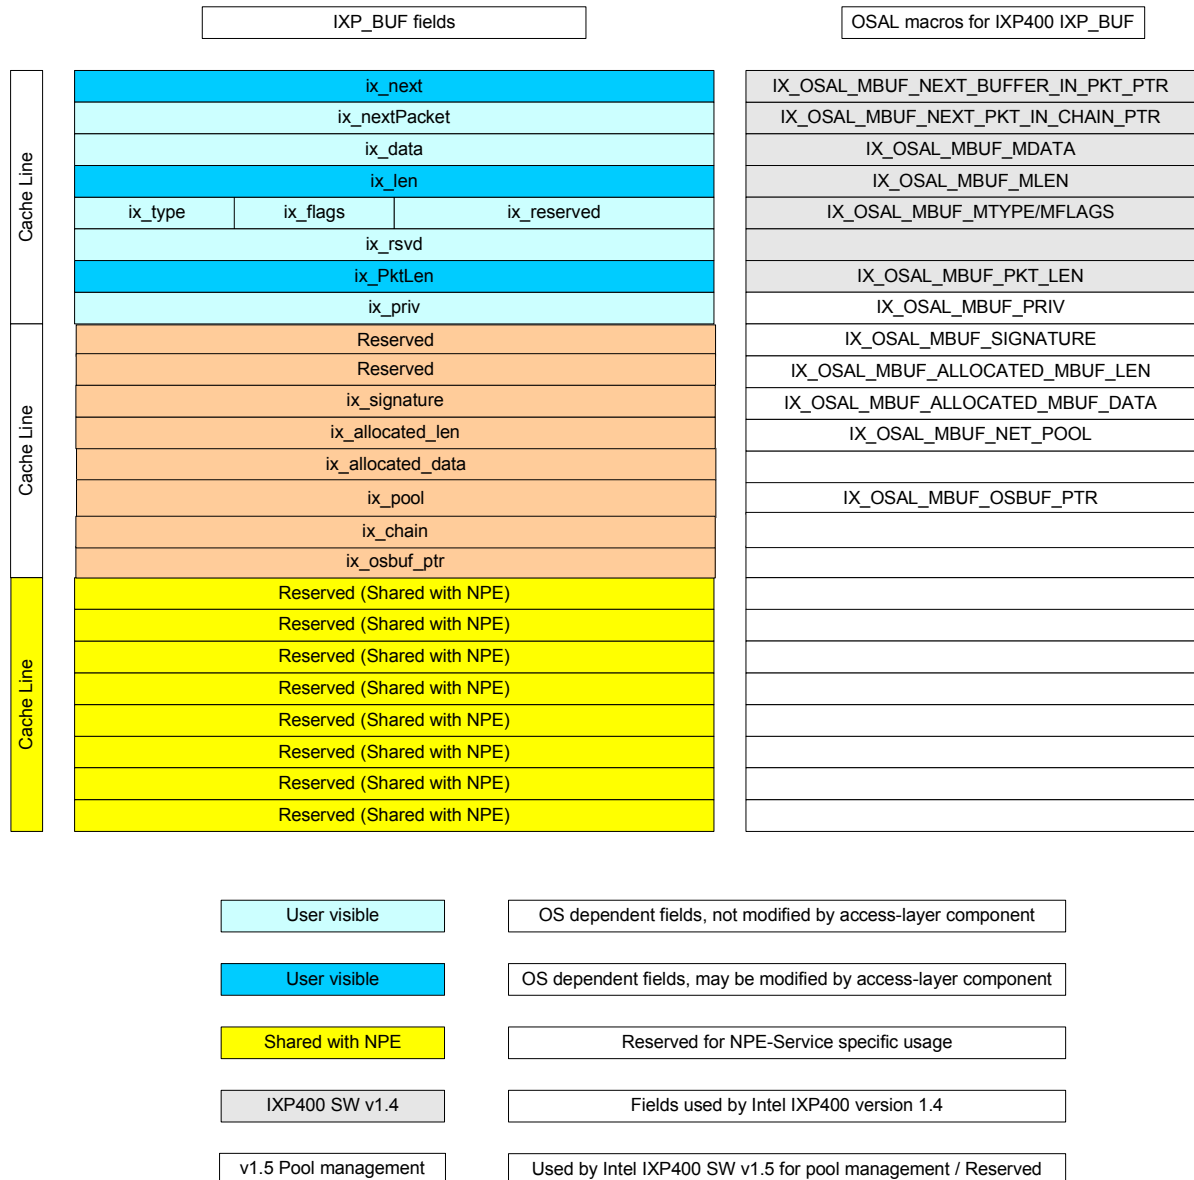 IXP_BUF fields
OSAL macros for IXP400 IXP_BUF
Cache Line
ix_next
IX_OSAL_MBUF_NEXT_BUFFER_IN_PKT_PTR
ix_nextPacket
IX_OSAL_MBUF_NEXT_PKT_IN_CHAIN_PTR
ix_data
IX_OSAL_MBUF_MDATA
ix_len
IX_OSAL_MBUF_MLEN
ix_type ix_flags ix_reserved
IX_OSAL_MBUF_MTYPE/MFLAGS
ix_rsvd
ix_PktLen
IX_OSAL_MBUF_PKT_LEN
ix_priv
IX_OSAL_MBUF_PRIV
Cache Line
Reserved
IX_OSAL_MBUF_SIGNATURE
Reserved
IX_OSAL_MBUF_ALLOCATED_MBUF_LEN
ix_signature
IX_OSAL_MBUF_ALLOCATED_MBUF_DATA
ix_allocated_len
IX_OSAL_MBUF_NET_POOL
ix_allocated_data
ix_pool
IX_OSAL_MBUF_OSBUF_PTR
ix_chain
ix_osbuf_ptr
Cache Line
Reserved (Shared with NPE)
Reserved (Shared with NPE)
Reserved (Shared with NPE)
Reserved (Shared with NPE)
Reserved (Shared with NPE)
Reserved (Shared with NPE)
Reserved (Shared with NPE)
Reserved (Shared with NPE)
User visible
OS dependent fields, not modified by access-layer component
User visible
OS dependent fields, may be modified by access-layer component
Shared with NPE
Reserved for NPE-Service specific usage
IXP400 SW v1.4
Fields used by Intel IXP400 version 1.4
v1.5 Pool management
Used by Intel IXP400 SW v1.5 for pool management / Reserved